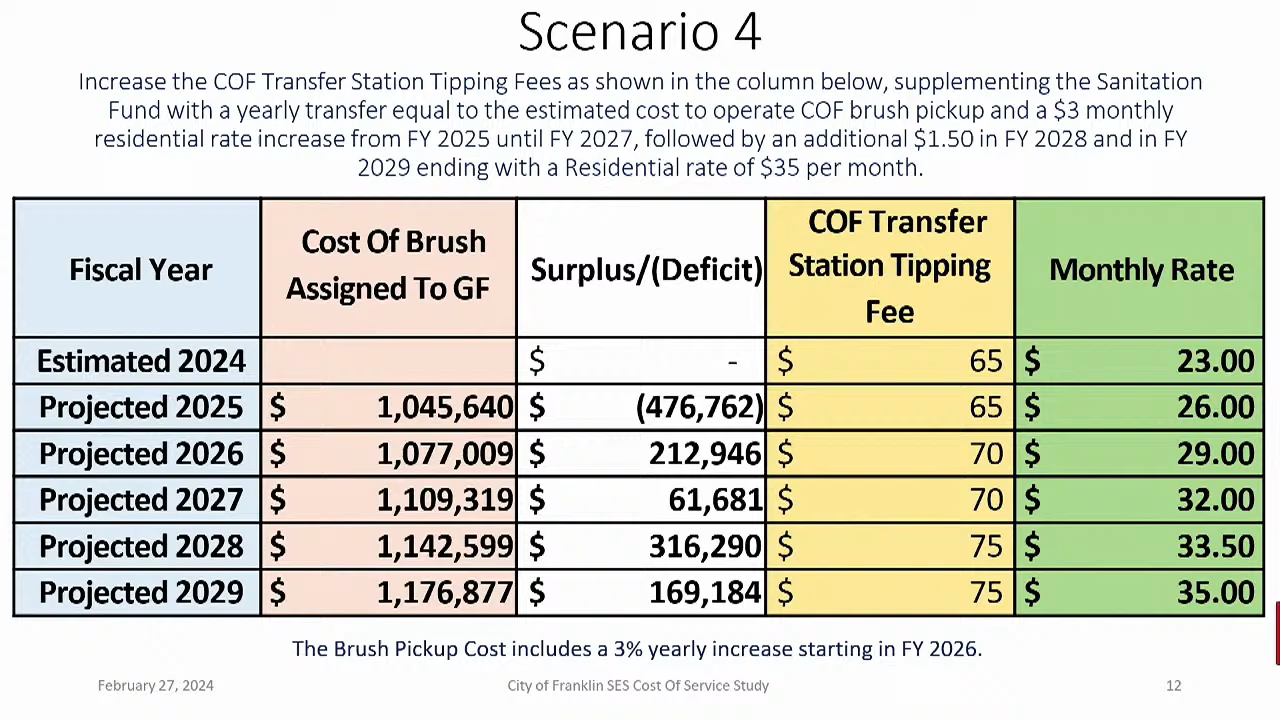 Scenario 4
Increase the COF Transfer Station Tipping Fees as shown in the column below, supplementing the Sanitation
Fund with a yearly transfer equal to the estimated cost to operate COF brush pickup and a $3 monthly
residential rate increase from FY 2025 until FY 2027, followed by an additional $1.50 in FY 2028 and in FY
2029 ending with a Residential rate of $35 per month.
Fiscal Year
Cost Of Brush
Assigned To GF
Surplus/(Deficit)
COF Transfer
Station Tipping
Fee
Monthly Rate
Estimated 2024 $ - $ 65 $ 23.00
Projected 2025 $ 1,045,640 $ (476,762) $ 65 $ 26.00
Projected 2026 $ 1,077,009 $ 212,946 $ 70 $ 29.00
Projected 2027 $ 1,109,319 $ 61,681 $ 70 $ 32.00
Projected 2028 $ 1,142,599 $ 316,290 $ 75 $ 33.50
Projected 2029 $ 1,176,877 $ 169,184 $ 75 $ 35.00
The Brush Pickup Cost includes a 3% yearly increase starting in FY 2026.
February 27, 2024 City of Franklin SES Cost Of Service Study 12